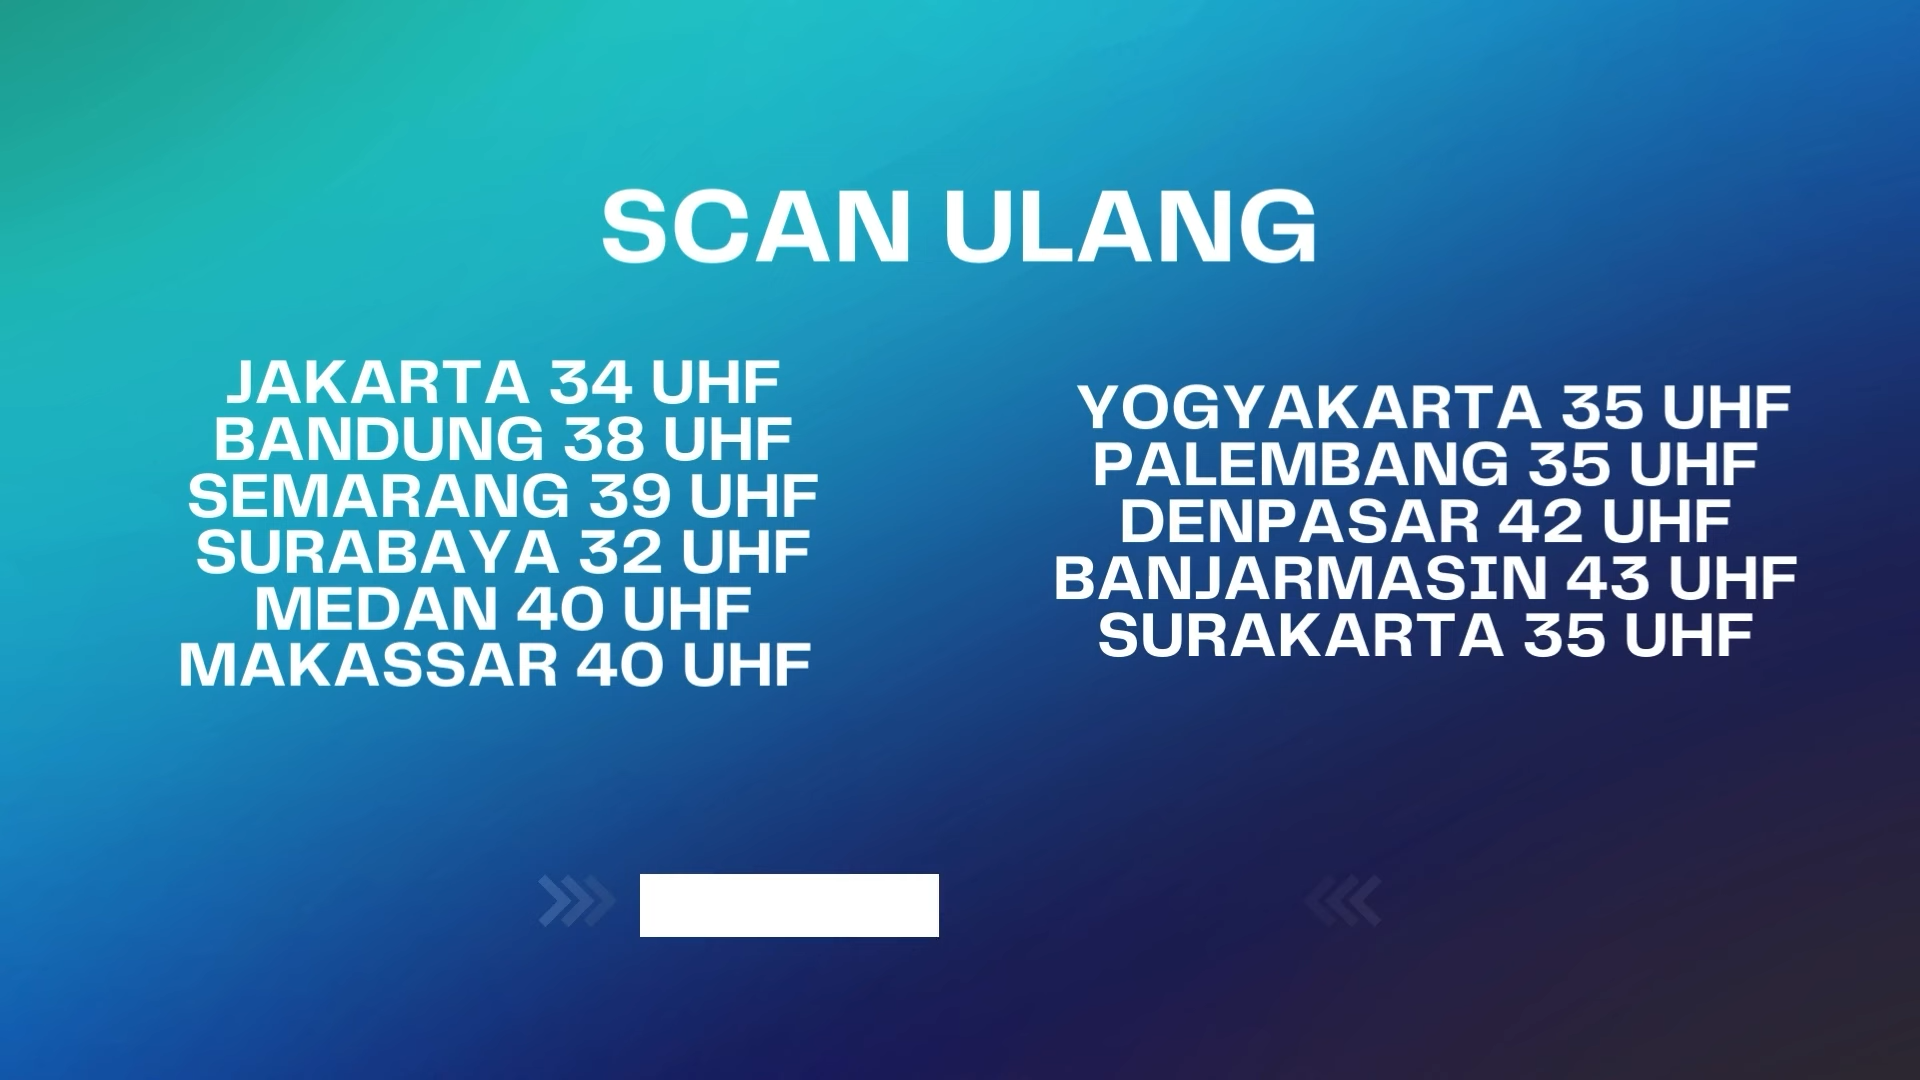 SCAN ULANG
JAKARTA 34 UHF
BANDUNG 38 UHF
SEMARANG 39 UHF
SURABAYA 32 UHF
MEDAN 40 UHF
MAKASSAR 40 UHF
YOGYAKARTA 35 UHF
PALEMBANG 35 UHF
DENPASAR 42 UHF
BANJARMASIN 43 UHF
SURAKARTA 35 UHF